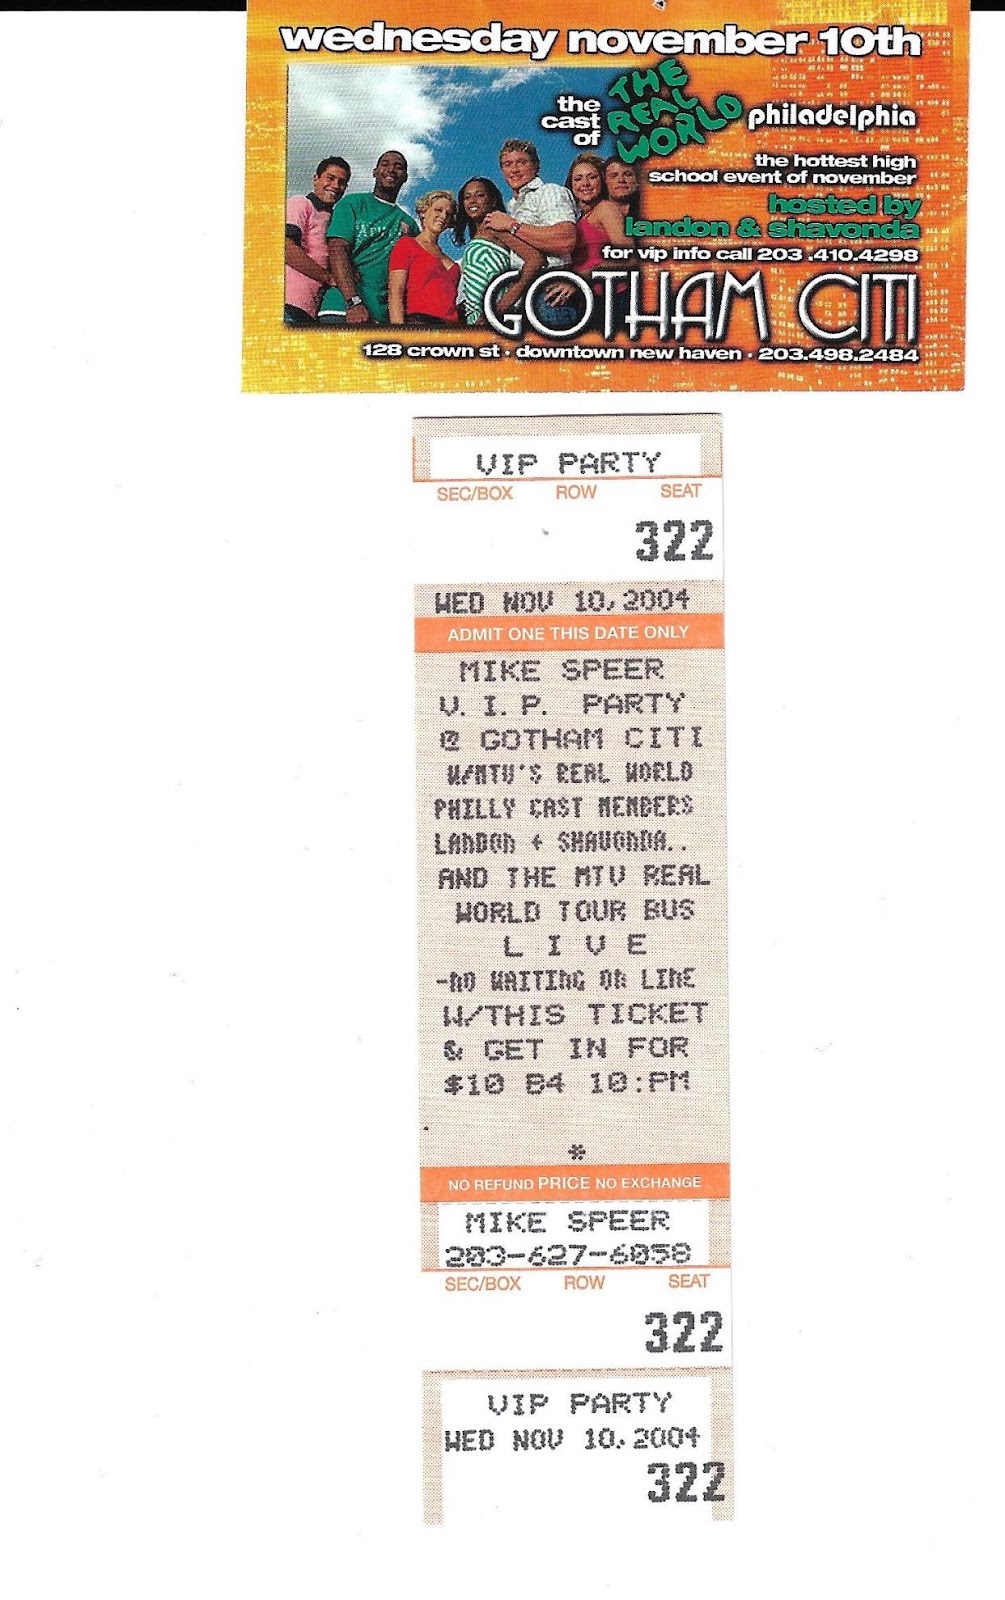 wednesday november 10th
the cast of THE REAL WORLD philadelphia
the hottest high
school event of november
hosted by
landon & shavonda
for vip info call 203.410.4298
GOTHAM CITI
128 crown st · downtown new haven · 203.498.2484
VIP PARTY
SEC/BOX ROW SEAT
322
WED NOV 10,2004
ADMIT ONE THIS DATE ONLY
MIKE SPEER
V.I.P. PARTY
@ GOTHAM CITI
W/MTV'S REAL WORLD
PHILLY CAST MEMBERS
LANDON + SHAVONDA..
AND THE MTV REAL
WORLD TOUR BUS
L I V E
-NO WAITING ON LINE
W/THIS TICKET
& GET IN FOR
$10 B4 10:PM
*
NO REFUND PRICE NO EXCHANGE
MIKE SPEER
203-627-6058
SEC/BOX ROW SEAT
322
VIP PARTY
WED NOV 10.2004
322